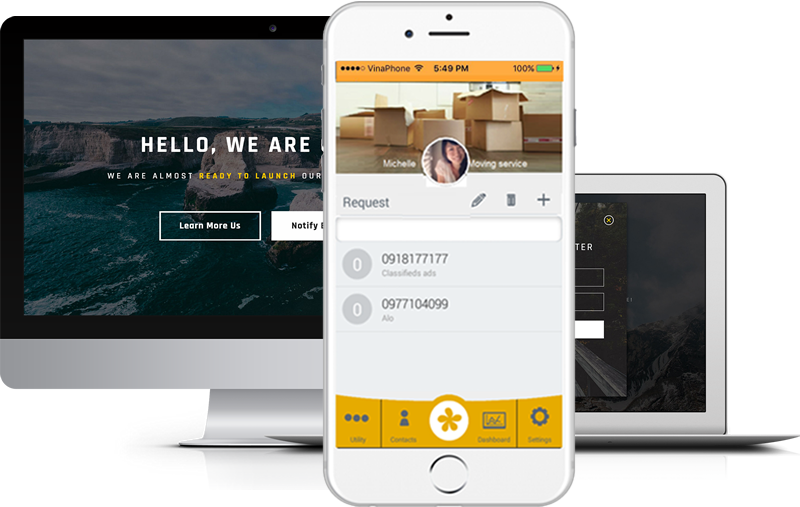 HELLO, WE ARE
WE ARE ALMOST READY TO LAUNCH OUR
Learn More Us
Notify
VinaPhone
5:49 PM
100%
Michelle
Moving service
Request
0
0918177177
Classifieds ads
0
0977104099
Alo
Utility
Contacts
Dashboard
Settings
TER